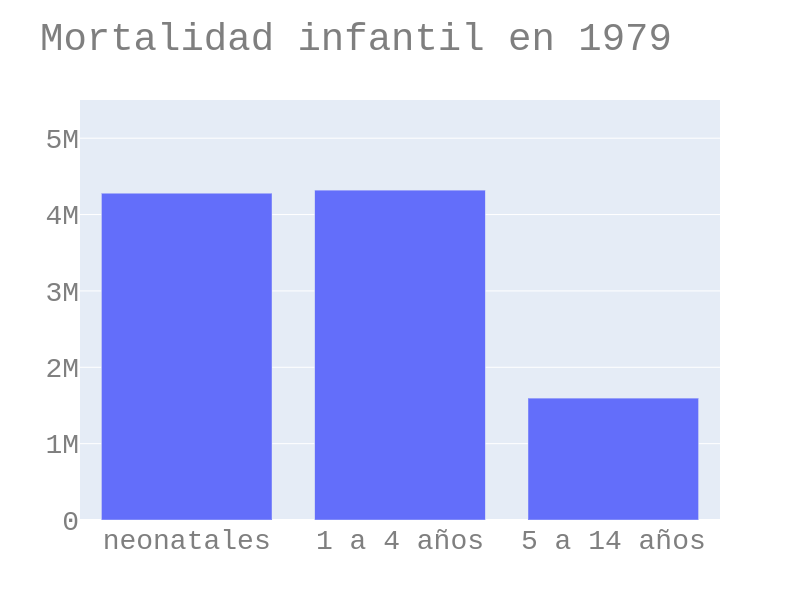 Mortalidad infantil en 1979
5M
4M
3M
2M
1M
0
neonatales 1 a 4 años 5 a 14 años